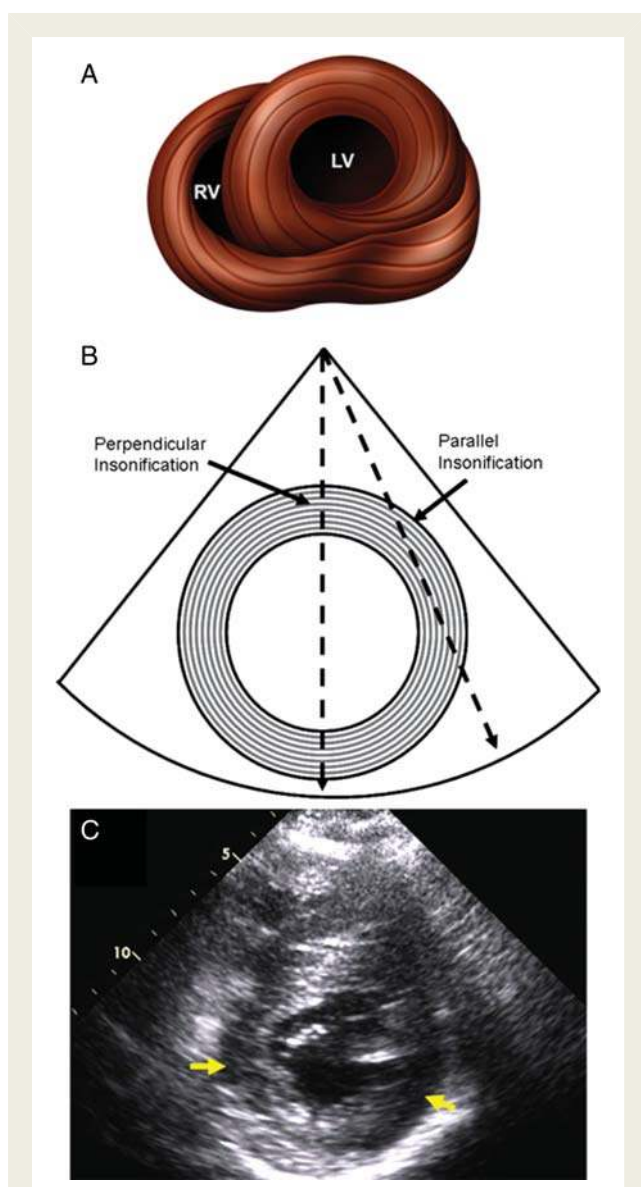 A
RV
LV
B
Perpendicular
Insonification
Parallel
Insonification
C
5
10